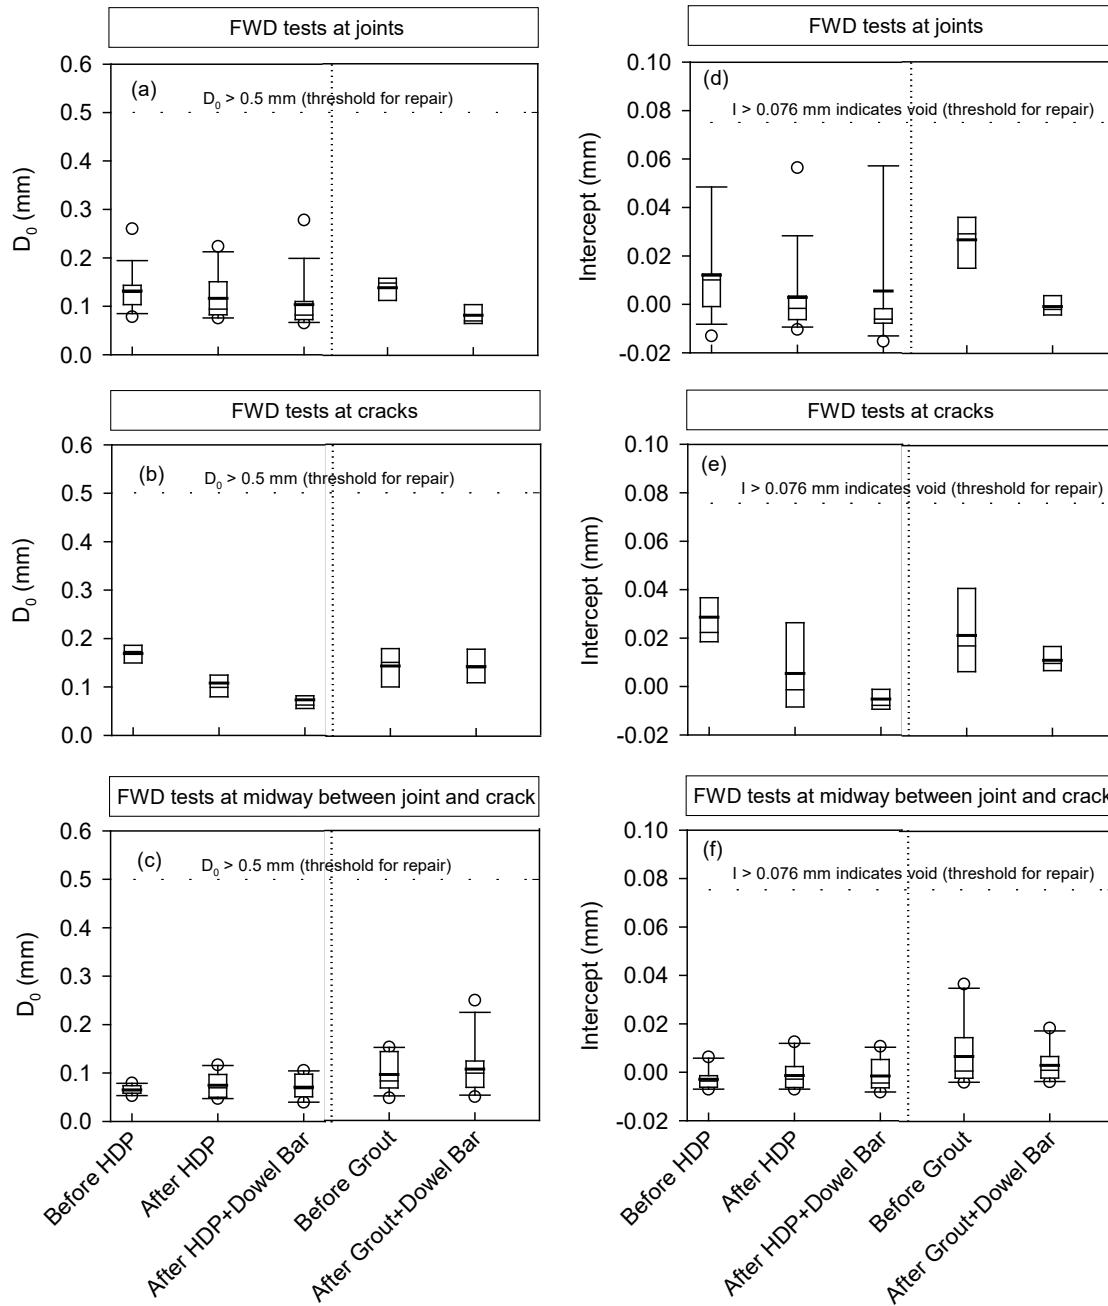 FWD tests at joints
0.6
0.5
0.4
0.3
0.2
0.1
0.0
D0 (mm)
(a)
D0 > 0.5 mm (threshold for repair)
FWD tests at joints
0.10
0.08
0.06
0.04
0.02
0.00
-0.02
Intercept (mm)
(d)
I > 0.076 mm indicates void (threshold for repair)
FWD tests at cracks
0.6
0.5
0.4
0.3
0.2
0.1
0.0
D0 (mm)
(b)
D0 > 0.5 mm (threshold for repair)
FWD tests at cracks
0.10
0.08
0.06
0.04
0.02
0.00
-0.02
Intercept (mm)
(e)
I > 0.076 mm indicates void (threshold for repair)
FWD tests at midway between joint and crack
0.6
0.5
0.4
0.3
0.2
0.1
0.0
D0 (mm)
(c)
D0 > 0.5 mm (threshold for repair)
Before HDP
After HDP
After HDP+Dowel Bar
Before Grout
After Grout+Dowel Bar
FWD tests at midway between joint and crack
0.10
0.08
0.06
0.04
0.02
0.00
-0.02
Intercept (mm)
(f)
I > 0.076 mm indicates void (threshold for repair)
Before HDP
After HDP
After HDP+Dowel Bar
Before Grout
After Grout+Dowel Bar